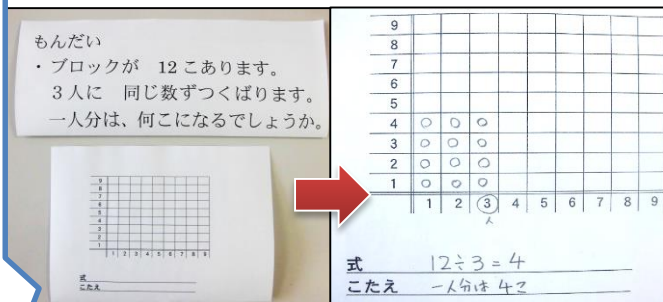 もんだい
・ブロックが 12こあります。
3人に 同じ数ずつくばります。
一人分は、何こになるでしょうか。
9
8
7
6
5
4
3
2
1
1 2 3 4 5 6 7 8 9
式
こたえ
9
8
7
6
5
4
3
2
1
1 2 3 4 5 6 7 8 9
人
式 12÷3=4
こたえ 一人分は 4こ